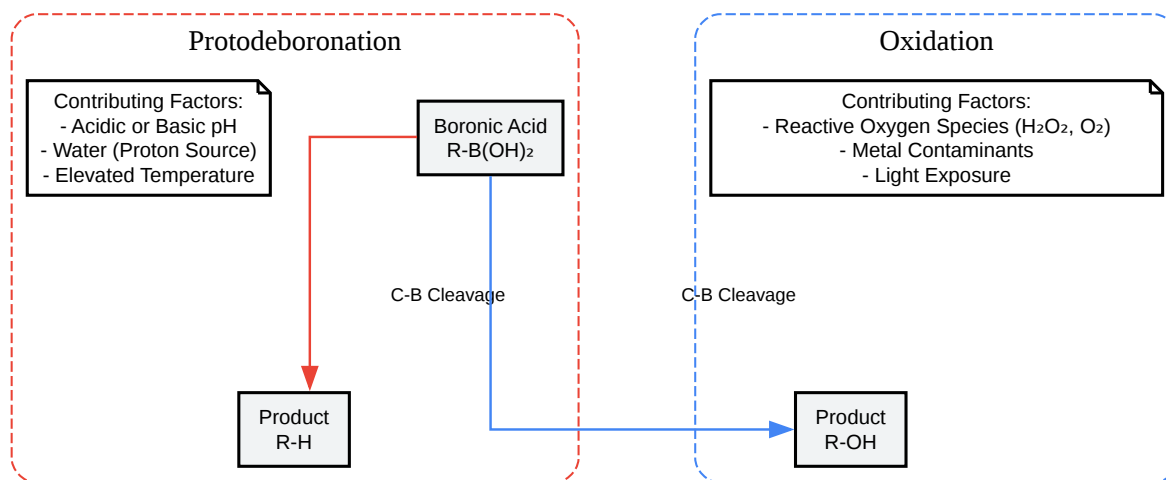 Protodeboronation
Contributing Factors:
- Acidic or Basic pH
- Water (Proton Source)
- Elevated Temperature
Boronic Acid
R-B(OH)₂
C-B Cleavage
Product
R-H
Oxidation
Contributing Factors:
- Reactive Oxygen Species (H₂O₂, O₂)
- Metal Contaminants
- Light Exposure
C-B Cleavage
Product
R-OH